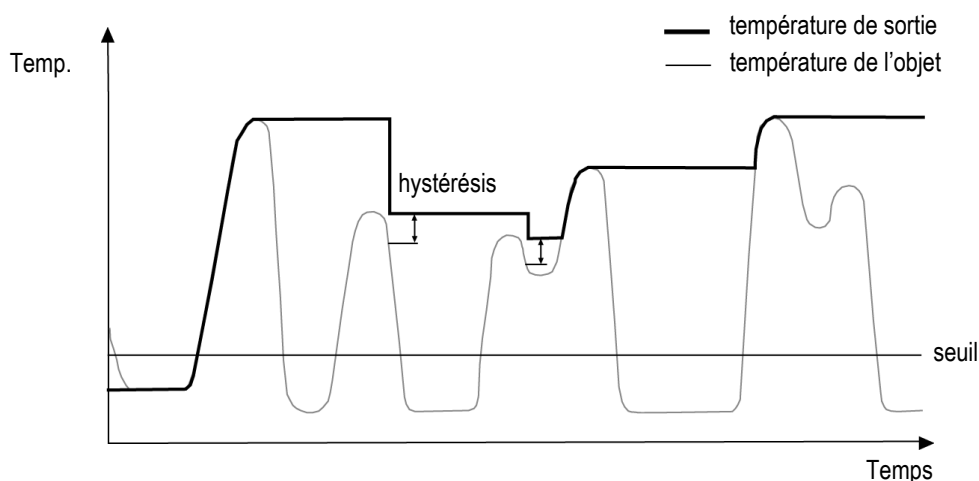 température de sortie
température de l’objet
Temp.
hystérésis
seuil
Temps